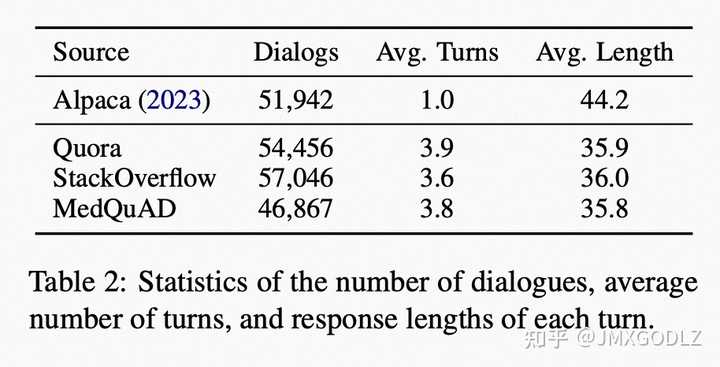 Source Dialogs Avg. Turns Avg. Length
Alpaca (2023) 51,942 1.0 44.2
Quora 54,456 3.9 35.9
StackOverflow 57,046 3.6 36.0
MedQuAD 46,867 3.8 35.8
Table 2: Statistics of the number of dialogues, average
number of turns, and response lengths of each turn.
知乎 @JMXGODLZ